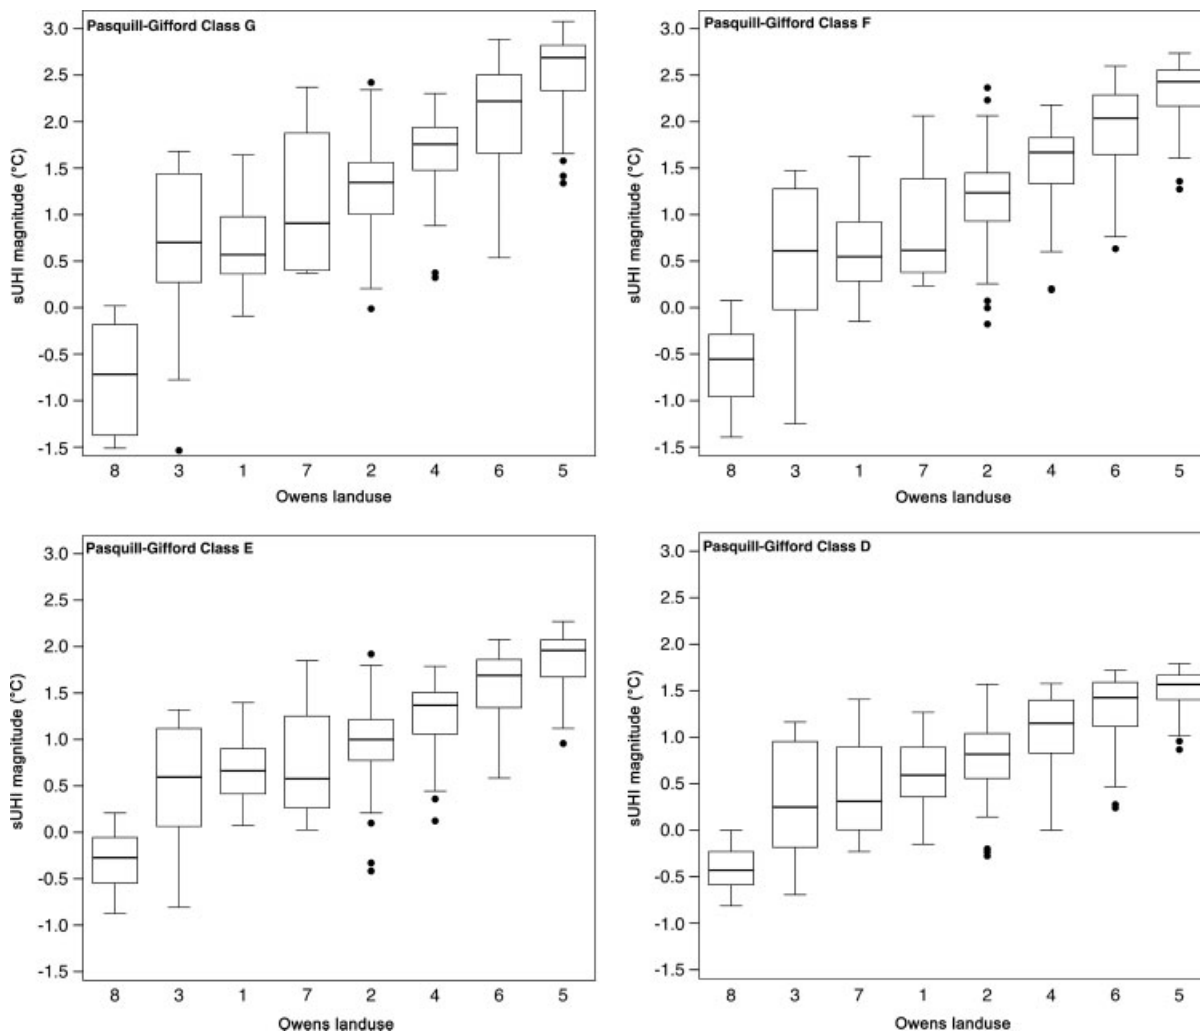 Pasquill-Gifford Class G
3.0
2.5
2.0
1.5
1.0
0.5
0.0
-0.5
-1.0
-1.5
sUHI magnitude (°C)
8 3 1 7 2 4 6 5
Owens landuse
Pasquill-Gifford Class F
3.0
2.5
2.0
1.5
1.0
0.5
0.0
-0.5
-1.0
-1.5
sUHI magnitude (°C)
8 3 1 7 2 4 6 5
Owens landuse
Pasquill-Gifford Class E
3.0
2.5
2.0
1.5
1.0
0.5
0.0
-0.5
-1.0
-1.5
sUHI magnitude (°C)
8 3 1 7 2 4 6 5
Owens landuse
Pasquill-Gifford Class D
3.0
2.5
2.0
1.5
1.0
0.5
0.0
-0.5
-1.0
-1.5
sUHI magnitude (°C)
8 3 7 1 2 4 6 5
Owens landuse